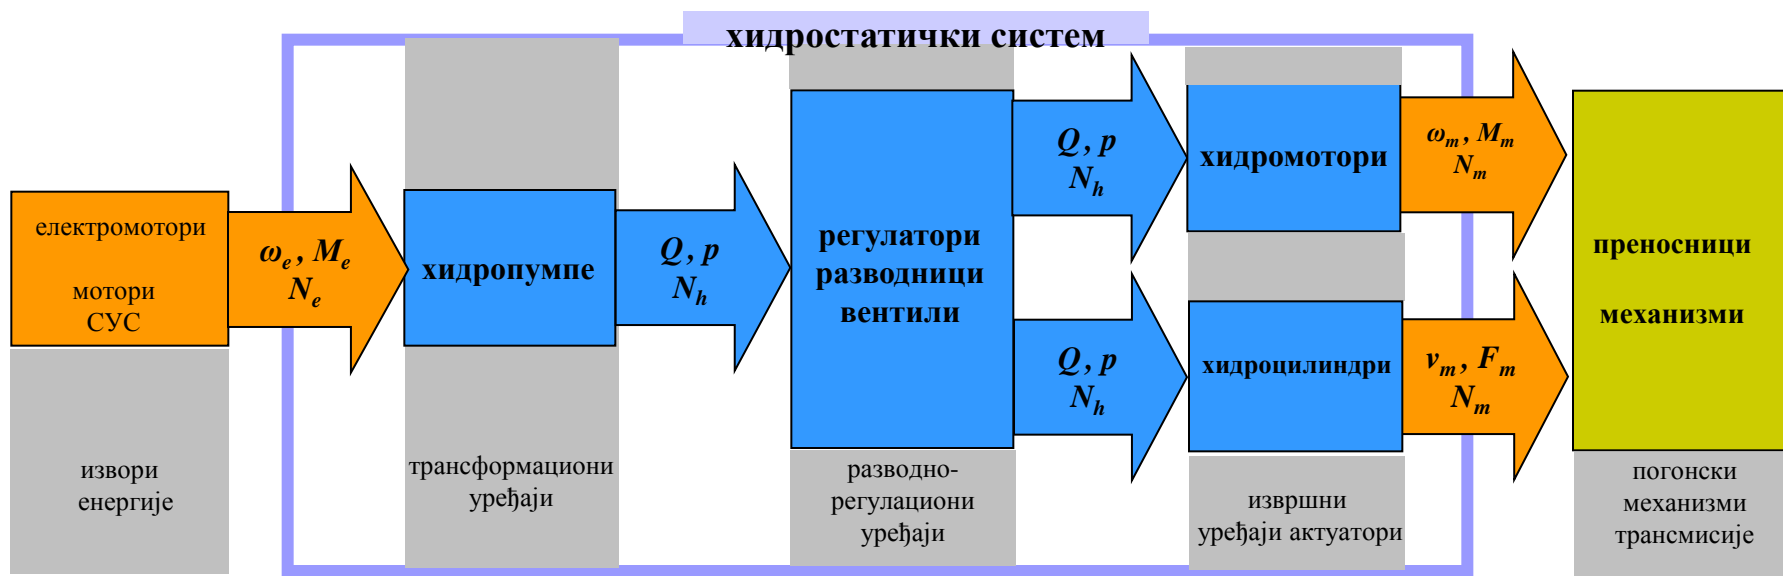 хидростатички систем
електромотори
мотори
СУС
извори
енергије
ωe, Me
Ne
хидропумпе
трансформациони
уређаји
Q, p
Nh
регулатори
разводници
вентили
разводно-
регулациони
уређаји
Q, p
Nh
хидромотори
ωm, Mm
Nm
Q, p
Nh
хидроцилиндри
vm, Fm
Nm
извршни
уређаји актуатори
преносници
механизми
погонски
механизми
трансмисије